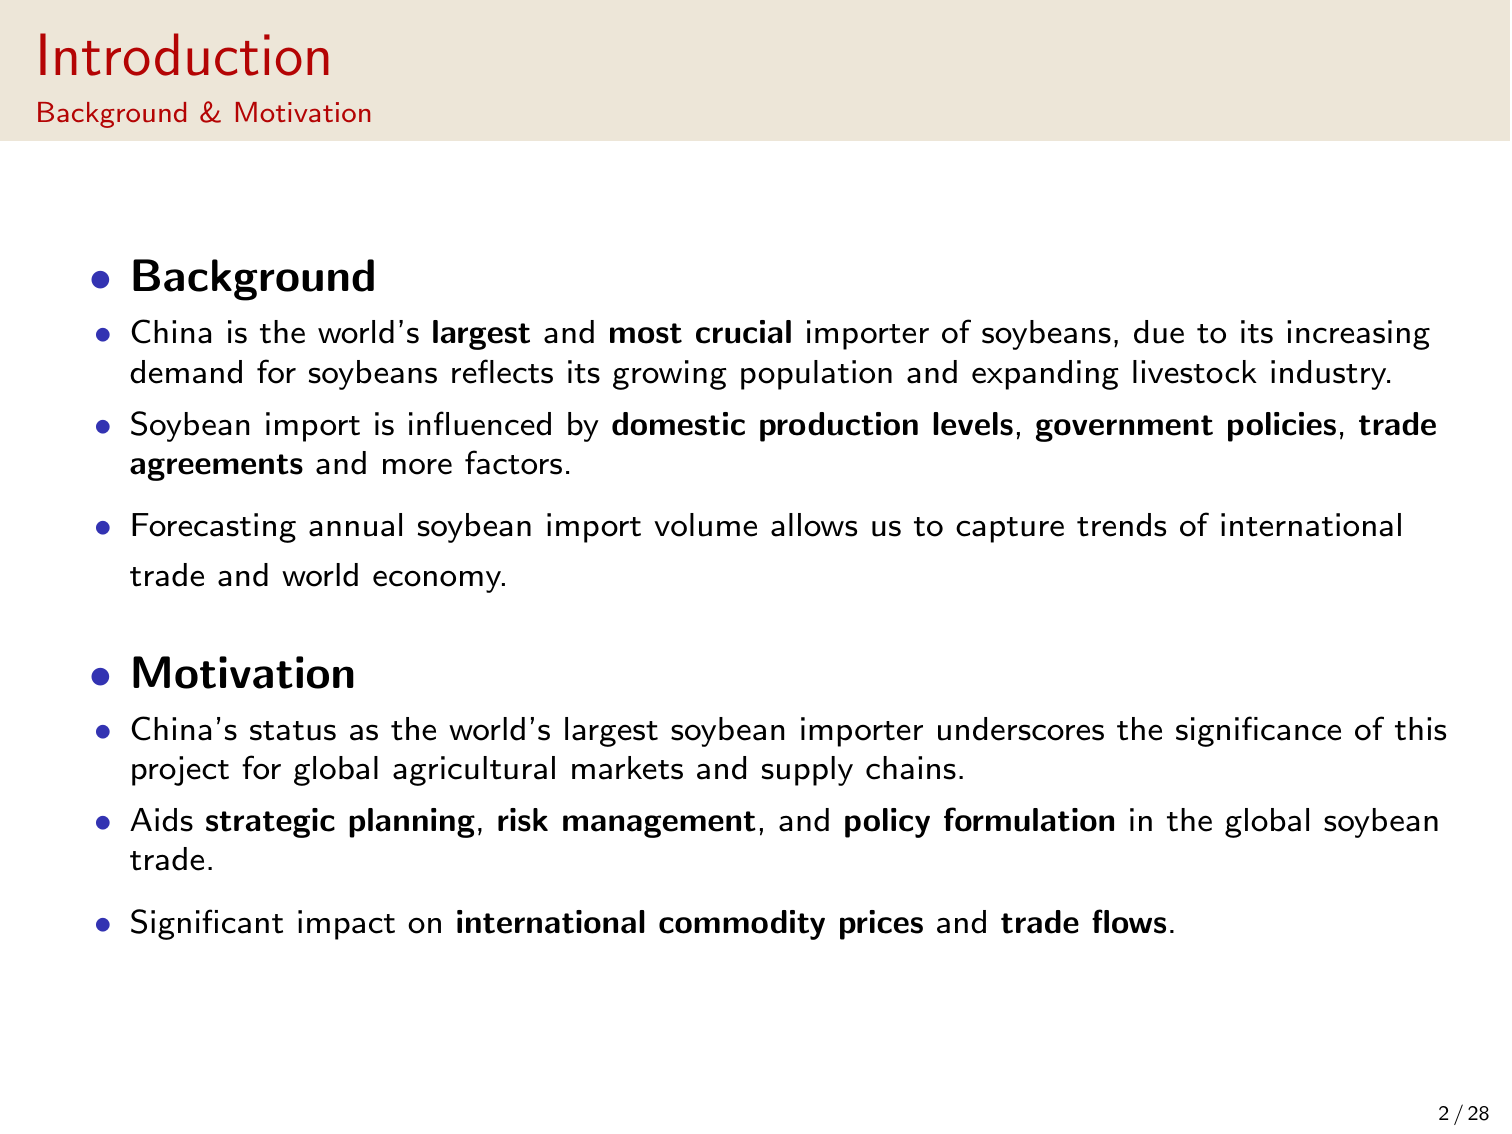 Introduction
Background & Motivation
• Background
• China is the world's largest and most crucial importer of soybeans, due to its increasing
demand for soybeans reflects its growing population and expanding livestock industry.
• Soybean import is influenced by domestic production levels, government policies, trade
agreements and more factors.
• Forecasting annual soybean import volume allows us to capture trends of international
trade and world economy.
• Motivation
• China's status as the world's largest soybean importer underscores the significance of this
project for global agricultural markets and supply chains.
• Aids strategic planning, risk management, and policy formulation in the global soybean
trade.
• Significant impact on international commodity prices and trade flows.
2 / 28